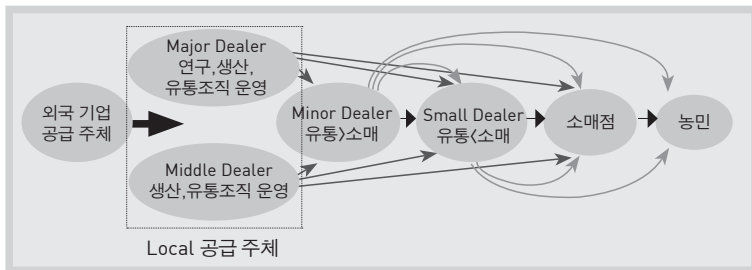 외국 기업
공급 주체
Major Dealer
연구,생산,
유통조직 운영
Middle Dealer
생산,유통조직 운영
Local 공급 주체
Minor Dealer
유통〉소매
Small Dealer
유통〈소매
소매점
농민